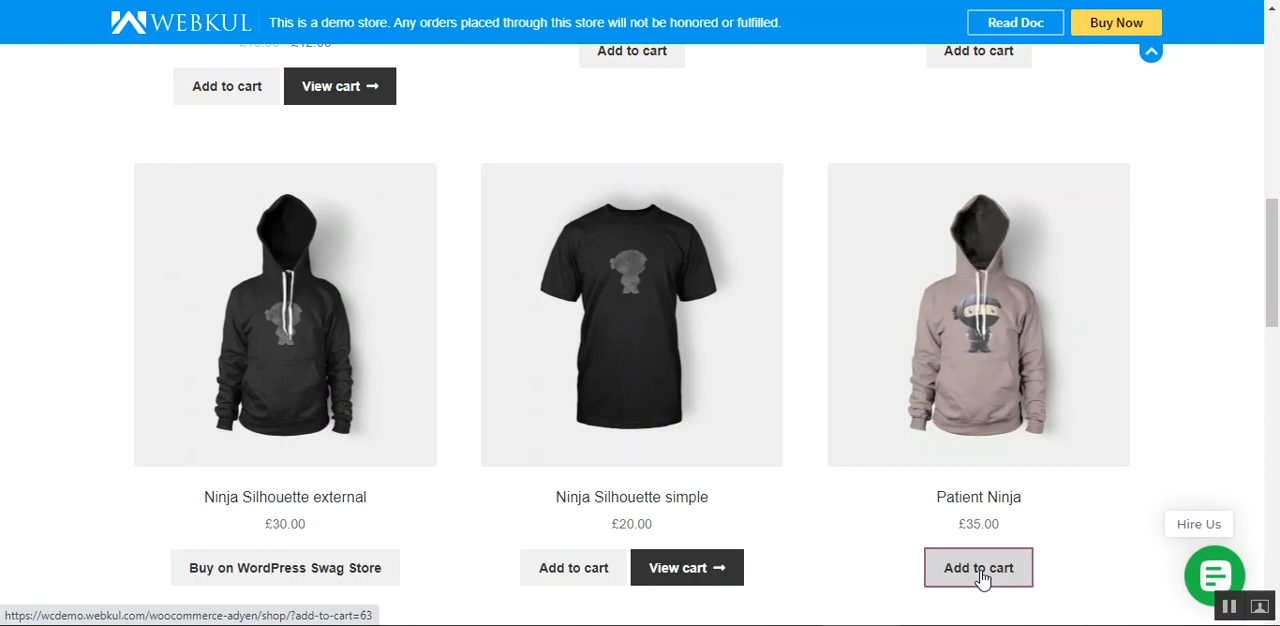 WEBKUL
This is a demo store. Any orders placed through this store will not be honored or fulfilled.
Read Doc
Buy Now
£12.00
Add to cart
Add to cart
Add to cart
View cart →
Ninja Silhouette external
Ninja Silhouette simple
Patient Ninja
£30.00
£20.00
£35.00
Hire Us
Buy on WordPress Swag Store
Add to cart
View cart →
Add to cart
https://wcdemo.webkul.com/woocommerce-adyen/shop/?add-to-cart=63